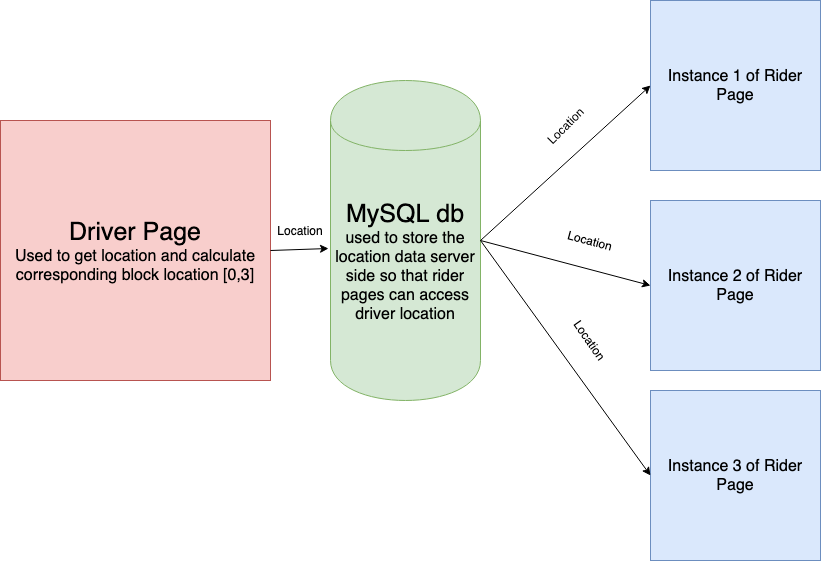 Driver Page
Used to get location and calculate
corresponding block location [0,3]
Location
MySQL db
used to store the
location data server
side so that rider
pages can access
driver location
Location
Location
Location
Instance 1 of Rider
Page
Instance 2 of Rider
Page
Instance 3 of Rider
Page